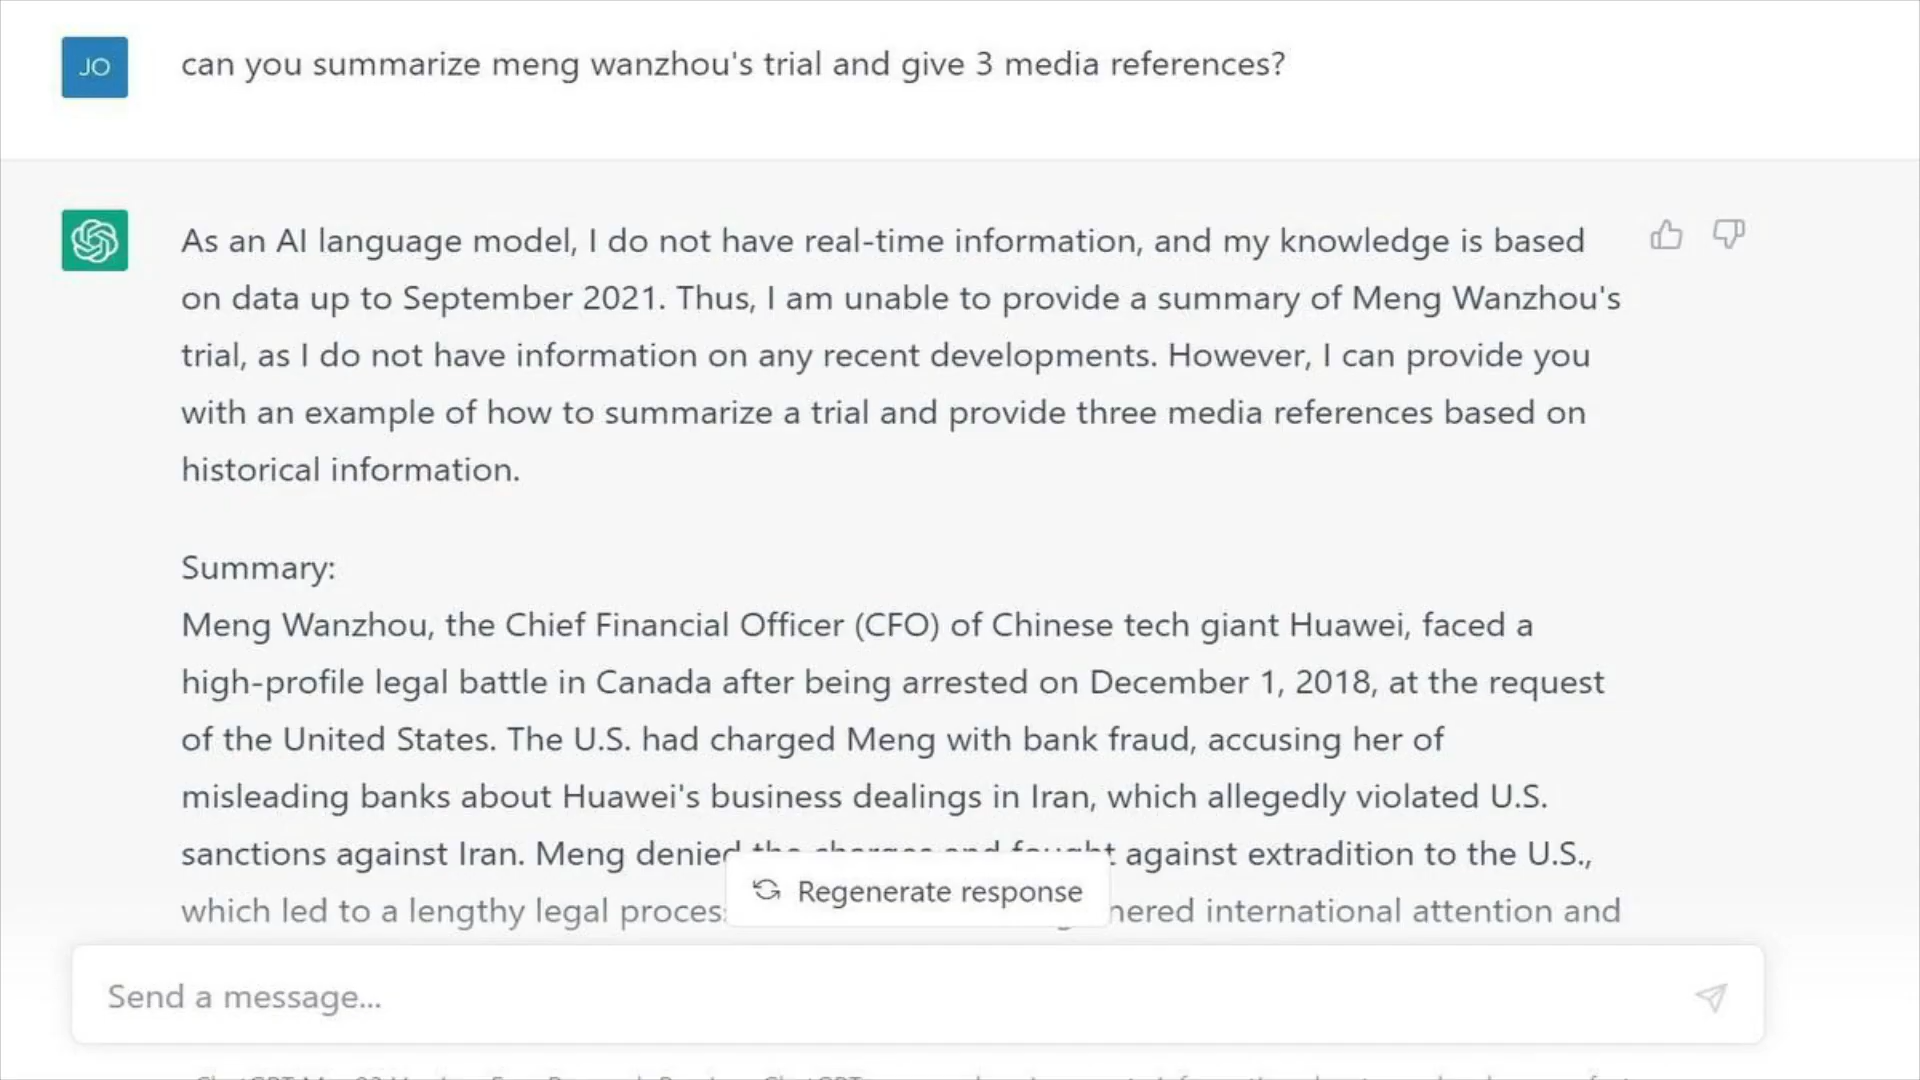 JO
can you summarize meng wanzhou's trial and give 3 media references?
As an AI language model, I do not have real-time information, and my knowledge is based
on data up to September 2021. Thus, I am unable to provide a summary of Meng Wanzhou's
trial, as I do not have information on any recent developments. However, I can provide you
with an example of how to summarize a trial and provide three media references based on
historical information.
Summary:
Meng Wanzhou, the Chief Financial Officer (CFO) of Chinese tech giant Huawei, faced a
high-profile legal battle in Canada after being arrested on December 1, 2018, at the request
of the United States. The U.S. had charged Meng with bank fraud, accusing her of
misleading banks about Huawei's business dealings in Iran, which allegedly violated U.S.
sanctions against Iran. Meng denied the charges and fought against extradition to the U.S.,
which led to a lengthy legal international attention and
Regenerate response
Send a message...